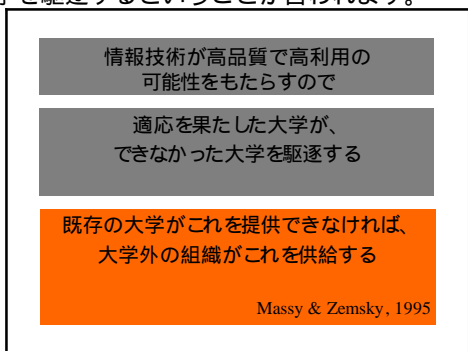 を駆逐するということが言われます。
情報技術が高品質で高利用の
可能性をもたらすので
適応を果たした大学が、
できなかった大学を駆逐する
既存の大学がこれを提供できなければ、
大学外の組織がこれを供給する
Massy & Zemsky, 1995